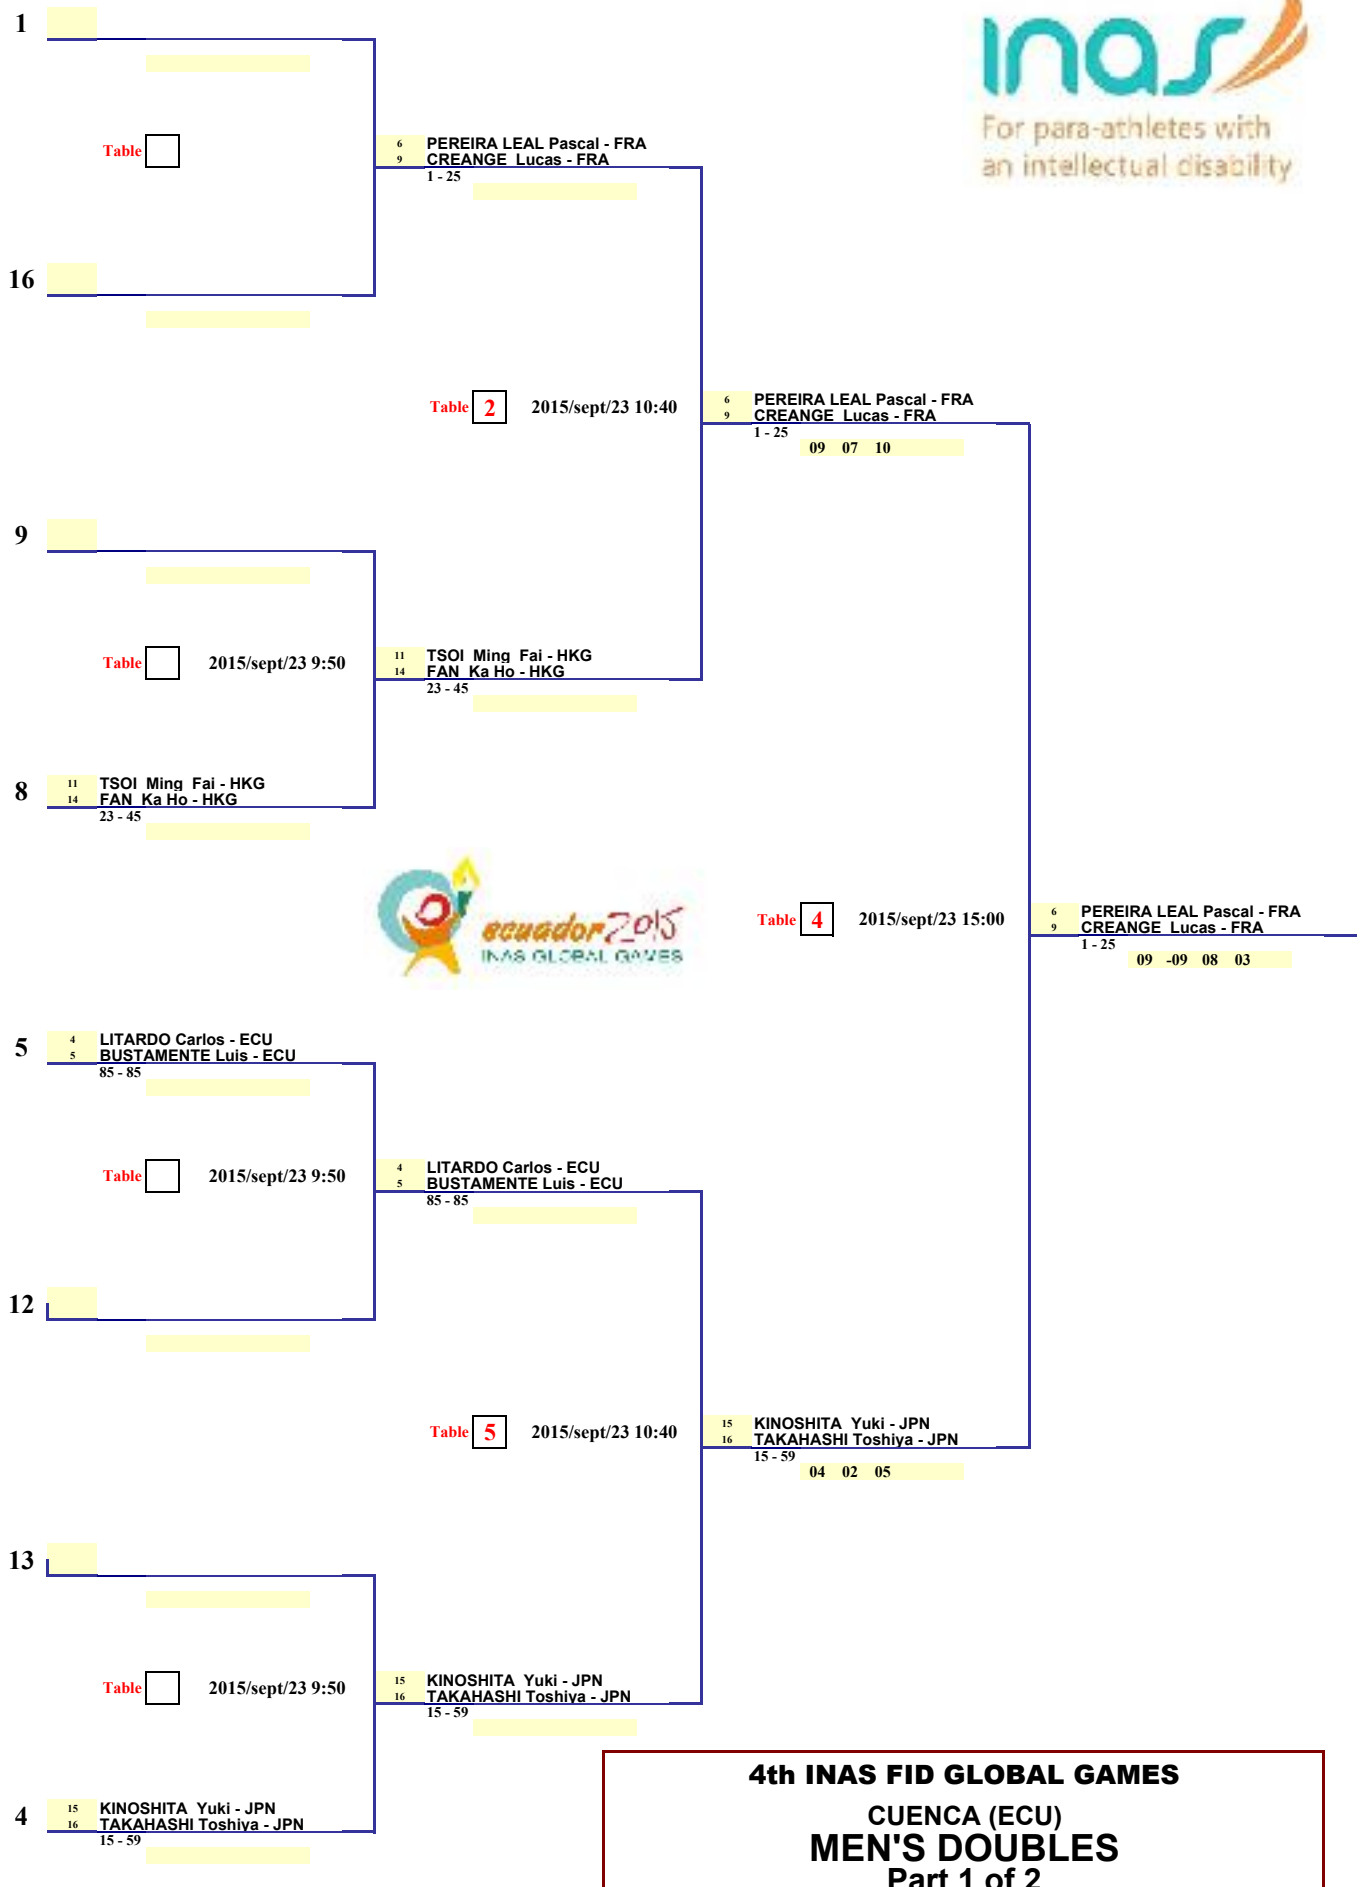 1
inas
For para-athletes with
an intellectual disability
Table
6 PEREIRA LEAL Pascal - FRA
9 CREANGE Lucas - FRA
1 - 25
16
Table 2 2015/sept/23 10:40
6 PEREIRA LEAL Pascal - FRA
9 CREANGE Lucas - FRA
1 - 25
09 07 10
9
Table 2015/sept/23 9:50
11 TSOI Ming Fai - HKG
14 FAN Ka Ho - HKG
23 - 45
8
11 TSOI Ming Fai - HKG
14 FAN Ka Ho - HKG
23 - 45
ecuador 2015
INAS GLOBAL GAMES
Table 4 2015/sept/23 15:00
6 PEREIRA LEAL Pascal - FRA
9 CREANGE Lucas - FRA
1 - 25
09 -09 08 03
5
4 LITARDO Carlos - ECU
5 BUSTAMENTE Luis - ECU
85 - 85
Table 2015/sept/23 9:50
4 LITARDO Carlos - ECU
5 BUSTAMENTE Luis - ECU
85 - 85
12
Table 5 2015/sept/23 10:40
15 KINOSHITA Yuki - JPN
16 TAKAHASHI Toshiya - JPN
15 - 59
04 02 05
13
Table 2015/sept/23 9:50
15 KINOSHITA Yuki - JPN
16 TAKAHASHI Toshiya - JPN
15 - 59
4
15 KINOSHITA Yuki - JPN
16 TAKAHASHI Toshiya - JPN
15 - 59
4th INAS FID GLOBAL GAMES
CUENCA (ECU)
MEN'S DOUBLES
Part 1 of 2